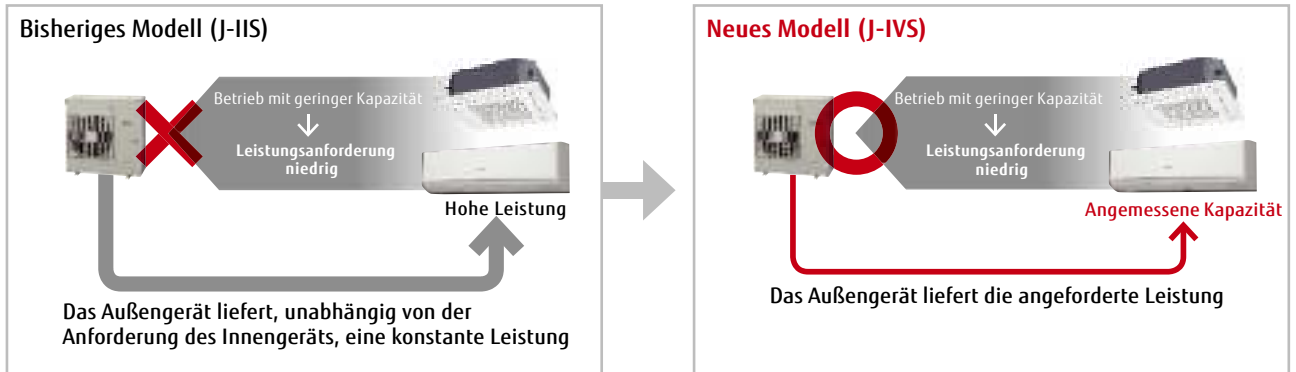 Bisheriges Modell (J-IIS)
Betrieb mit geringer Kapazität
Leistungsanforderung
niedrig
Hohe Leistung
Das Außengerät liefert, unabhängig von der
Anforderung des Innengeräts, eine konstante Leistung
Neues Modell (J-IVS)
Betrieb mit geringer Kapazität
Leistungsanforderung
niedrig
Angemessene Kapazität
Das Außengerät liefert die angeforderte Leistung